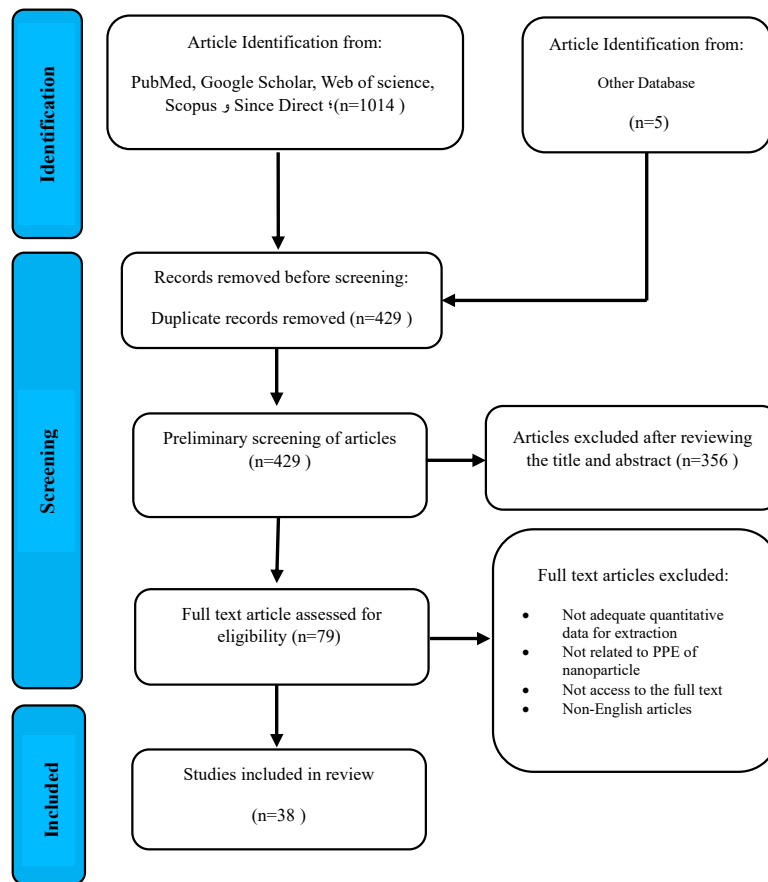 Identification
Article Identification from:
PubMed, Google Scholar, Web of science,
Scopus و Since Direct ؛(n=1014 )
Article Identification from:
Other Database
(n=5)
Screening
Records removed before screening:
Duplicate records removed (n=429 )
Preliminary screening of articles
(n=429 )
Articles excluded after reviewing
the title and abstract (n=356 )
Full text article assessed for
eligibility (n=79)
Full text articles excluded:
• Not adequate quantitative
data for extraction
• Not related to PPE of
nanoparticle
• Not access to the full text
• Non-English articles
Included
Studies included in review
(n=38 )